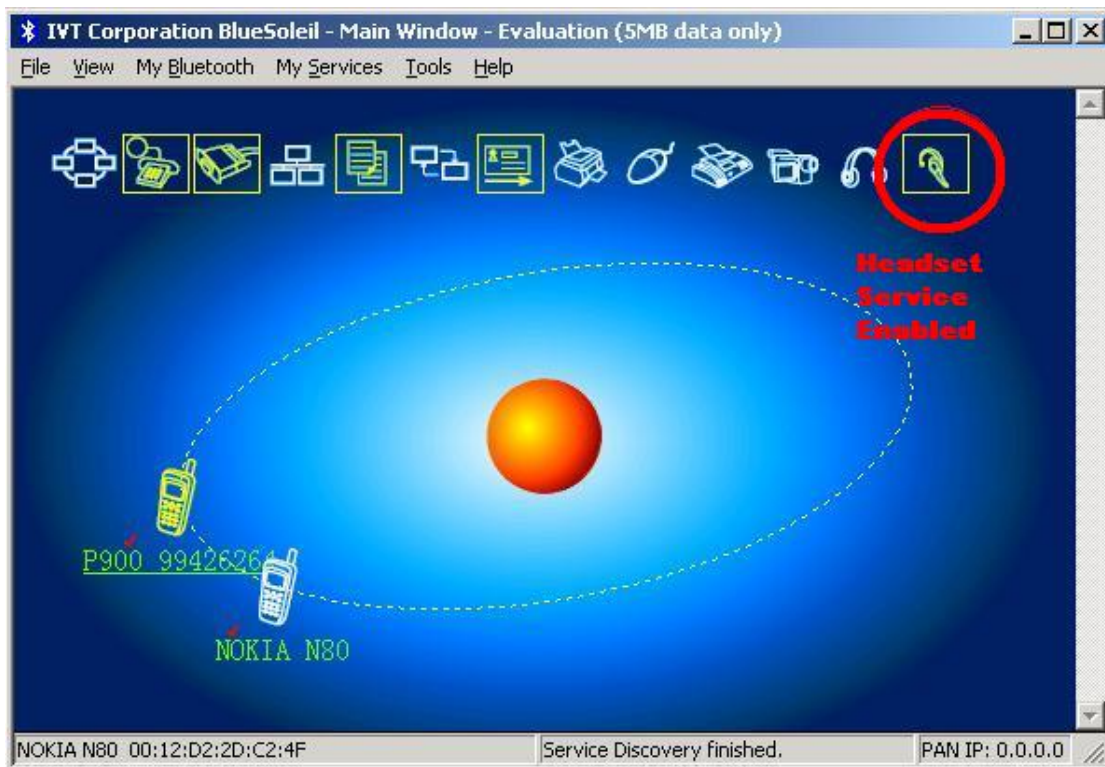 IVT Corporation BlueSoleil - Main Window - Evaluation (5MB data only)
File View My Bluetooth My Services Tools Help
Headset
Service
Enabled
P900 99426264
NOKIA N80
NOKIA N80 00:12:D2:2D:C2:4F Service Discovery finished. PAN IP: 0.0.0.0